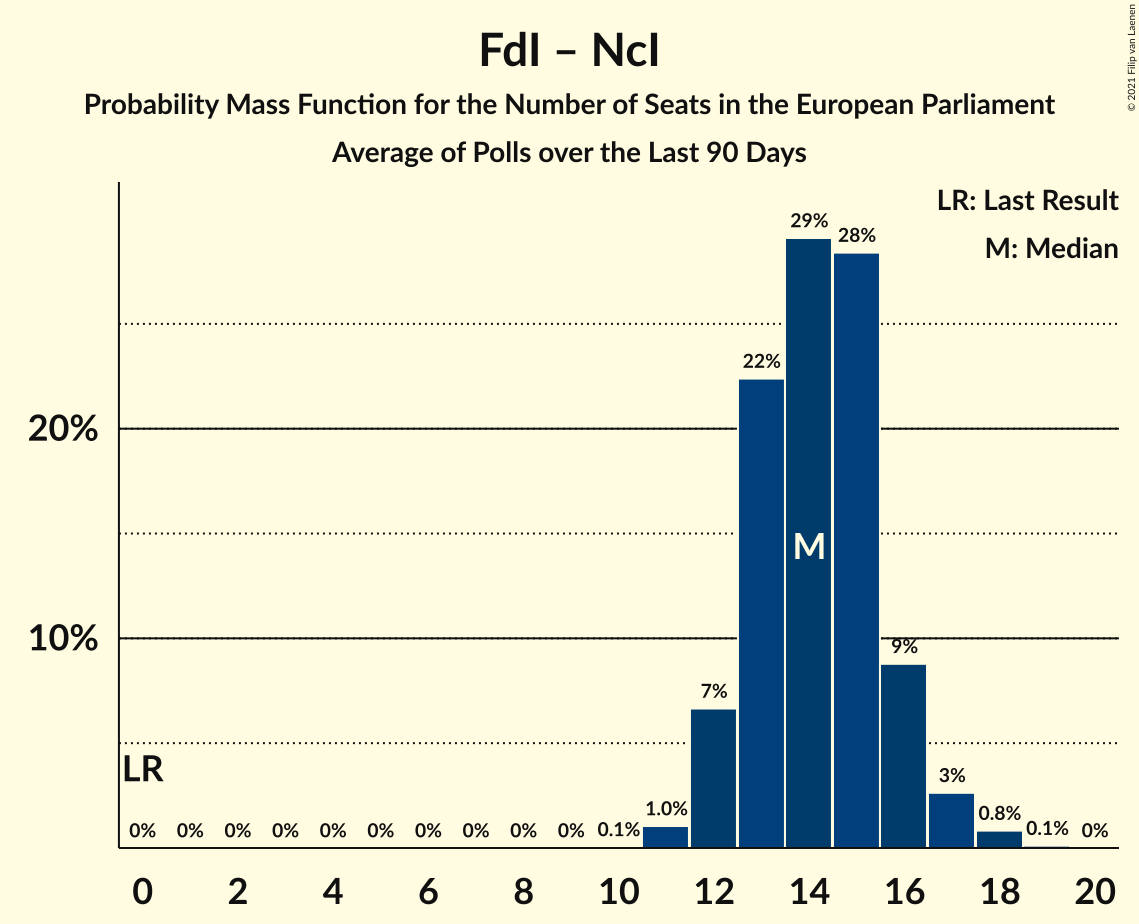 FdI – NcI
Probability Mass Function for the Number of Seats in the European Parliament
Average of Polls over the Last 90 Days
© 2021 Filip van Laenen
LR: Last Result
M: Median
29%
28%
22%
20%
M
10%
9%
7%
LR
3%
1.0%
0.8%
0% 0% 0% 0% 0% 0% 0% 0% 0% 0% 0.1% 0.1% 0%
0 2 4 6 8 10 12 14 16 18 20